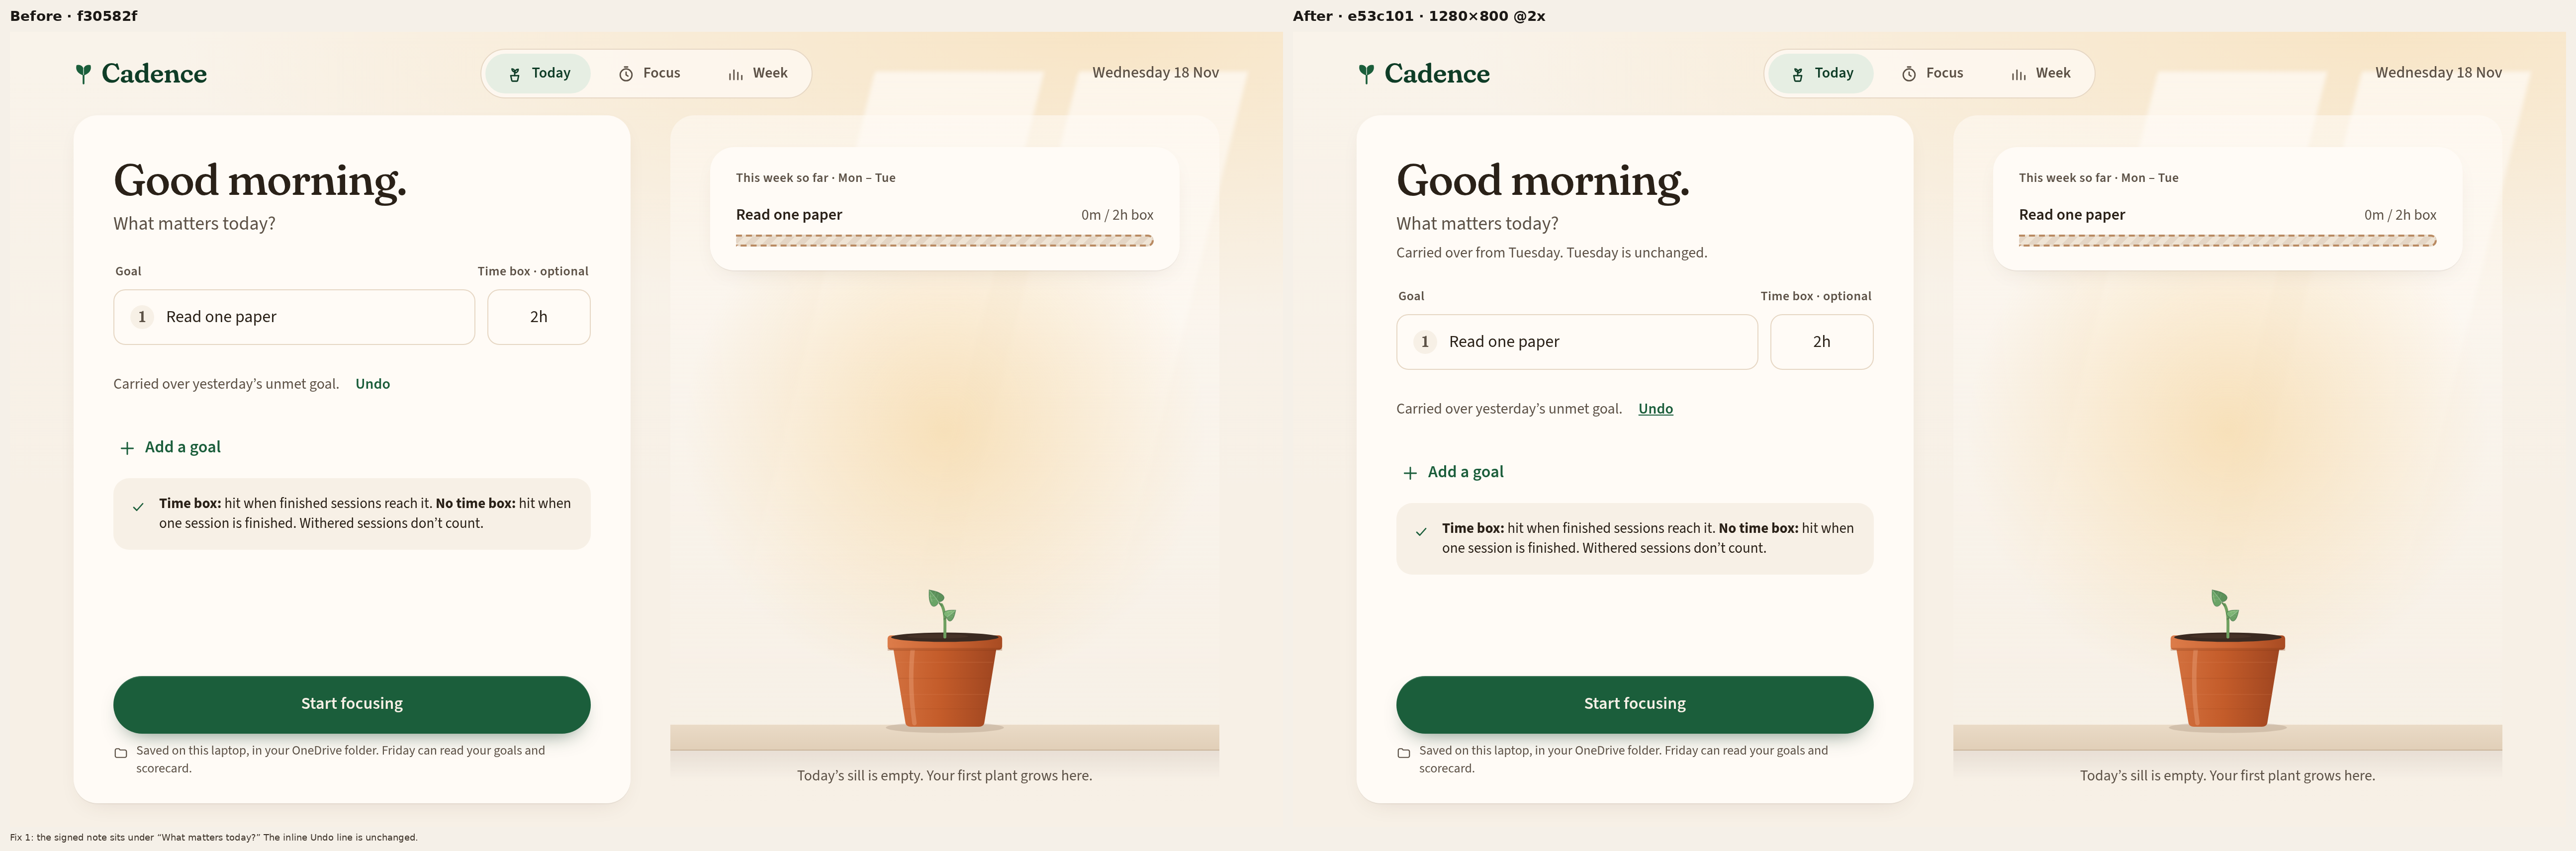 Before · f30582f
Cadence
Today
Focus
Week
Wednesday 18 Nov
Good morning.
What matters today?
Goal
Time box · optional
1 Read one paper
2h
Carried over yesterday’s unmet goal. Undo
Add a goal
Time box: hit when finished sessions reach it. No time box: hit when
one session is finished. Withered sessions don’t count.
Start focusing
Saved on this laptop, in your OneDrive folder. Friday can read your goals and
scorecard.
This week so far · Mon – Tue
Read one paper
0m / 2h box
Today’s sill is empty. Your first plant grows here.
Fix 1: the signed note sits under “What matters today?” The inline Undo line is unchanged.
After · e53c101 · 1280×800 @2x
Cadence
Today
Focus
Week
Wednesday 18 Nov
Good morning.
What matters today?
Carried over from Tuesday. Tuesday is unchanged.
Goal
Time box · optional
1 Read one paper
2h
Carried over yesterday’s unmet goal. Undo
Add a goal
Time box: hit when finished sessions reach it. No time box: hit when
one session is finished. Withered sessions don’t count.
Start focusing
Saved on this laptop, in your OneDrive folder. Friday can read your goals and
scorecard.
This week so far · Mon – Tue
Read one paper
0m / 2h box
Today’s sill is empty. Your first plant grows here.